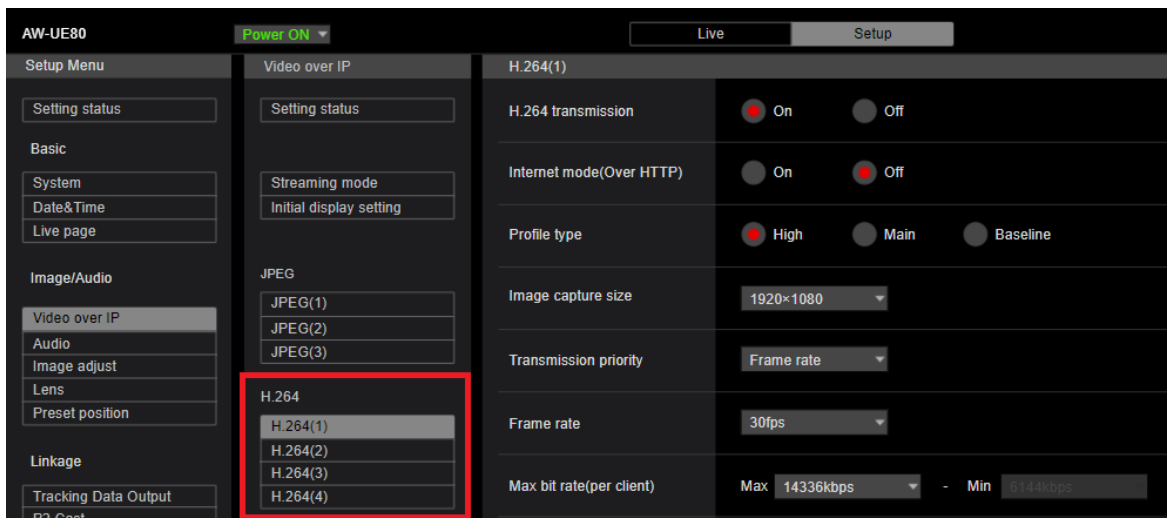 AW-UE80
Power ON
Live
Setup
Setup Menu
Setting status
Basic
System
Date&Time
Live page
Image/Audio
Video over IP
Audio
Image adjust
Lens
Preset position
Linkage
Tracking Data Output
Video over IP
Setting status
Streaming mode
Initial display setting
JPEG
JPEG(1)
JPEG(2)
JPEG(3)
H.264
H.264(1)
H.264(2)
H.264(3)
H.264(4)
H.264(1)
H.264 transmission On Off
Internet mode(Over HTTP) On Off
Profile type High Main Baseline
Image capture size 1920×1080
Transmission priority Frame rate
Frame rate 30fps
Max bit rate(per client) Max 14336kbps - Min 6144kbps